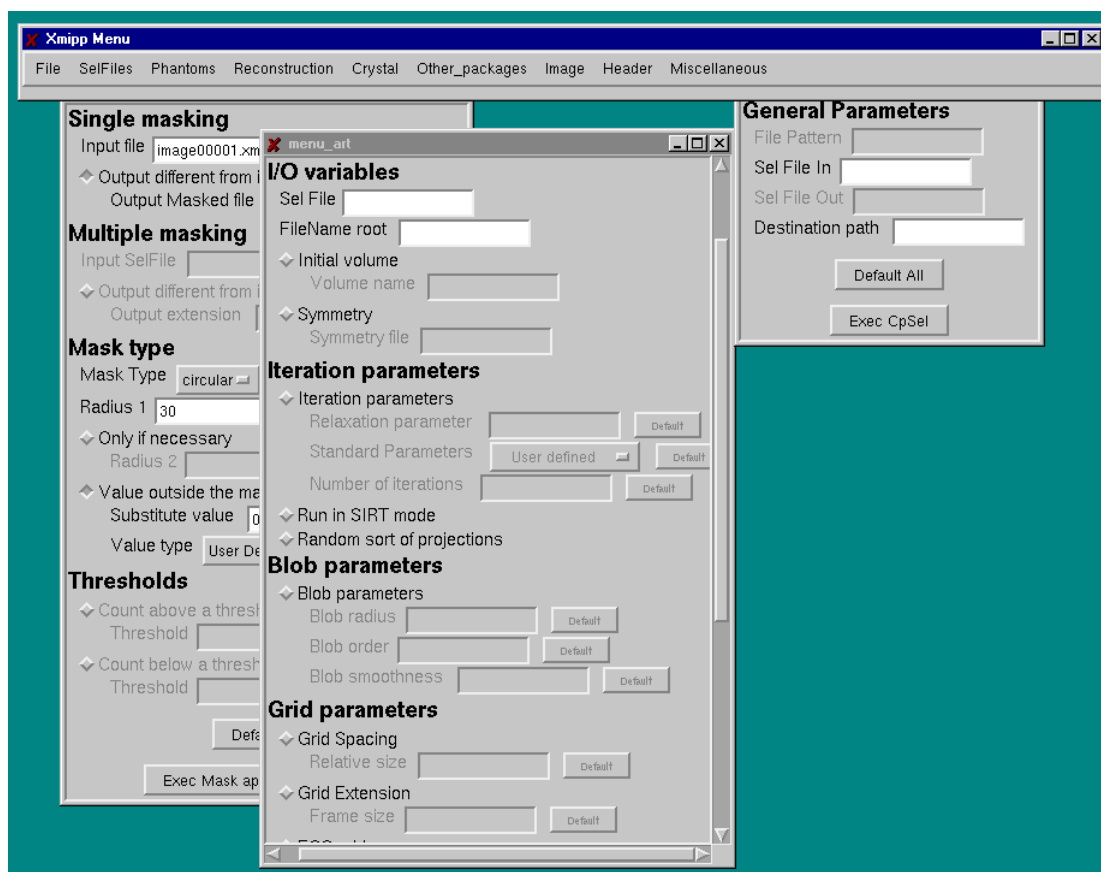 Xmipp Menu
File SelFiles Phantoms Reconstruction Crystal Other_packages Image Header Miscellaneous
Single masking
Input file image00001.xm
Output different from i
Output Masked file
Multiple masking
Input SelFile
Output different from i
Output extension
Mask type
Mask Type circular
Radius 1 30
Only if necessary
Radius 2
Value outside the ma
Substitute value 0
Value type User De
Thresholds
Count above a thresh
Threshold
Count below a thresh
Threshold
Defa
Exec Mask ap
menu_art
I/O variables
Sel File
FileName root
Initial volume
Volume name
Symmetry
Symmetry file
Iteration parameters
Iteration parameters
Relaxation parameter Default
Standard Parameters User defined Default
Number of iterations Default
Run in SIRT mode
Random sort of projections
Blob parameters
Blob parameters
Blob radius Default
Blob order Default
Blob smoothness Default
Grid parameters
Grid Spacing
Relative size Default
Grid Extension
Frame size Default
General Parameters
File Pattern
Sel File In
Sel File Out
Destination path
Default All
Exec CpSel